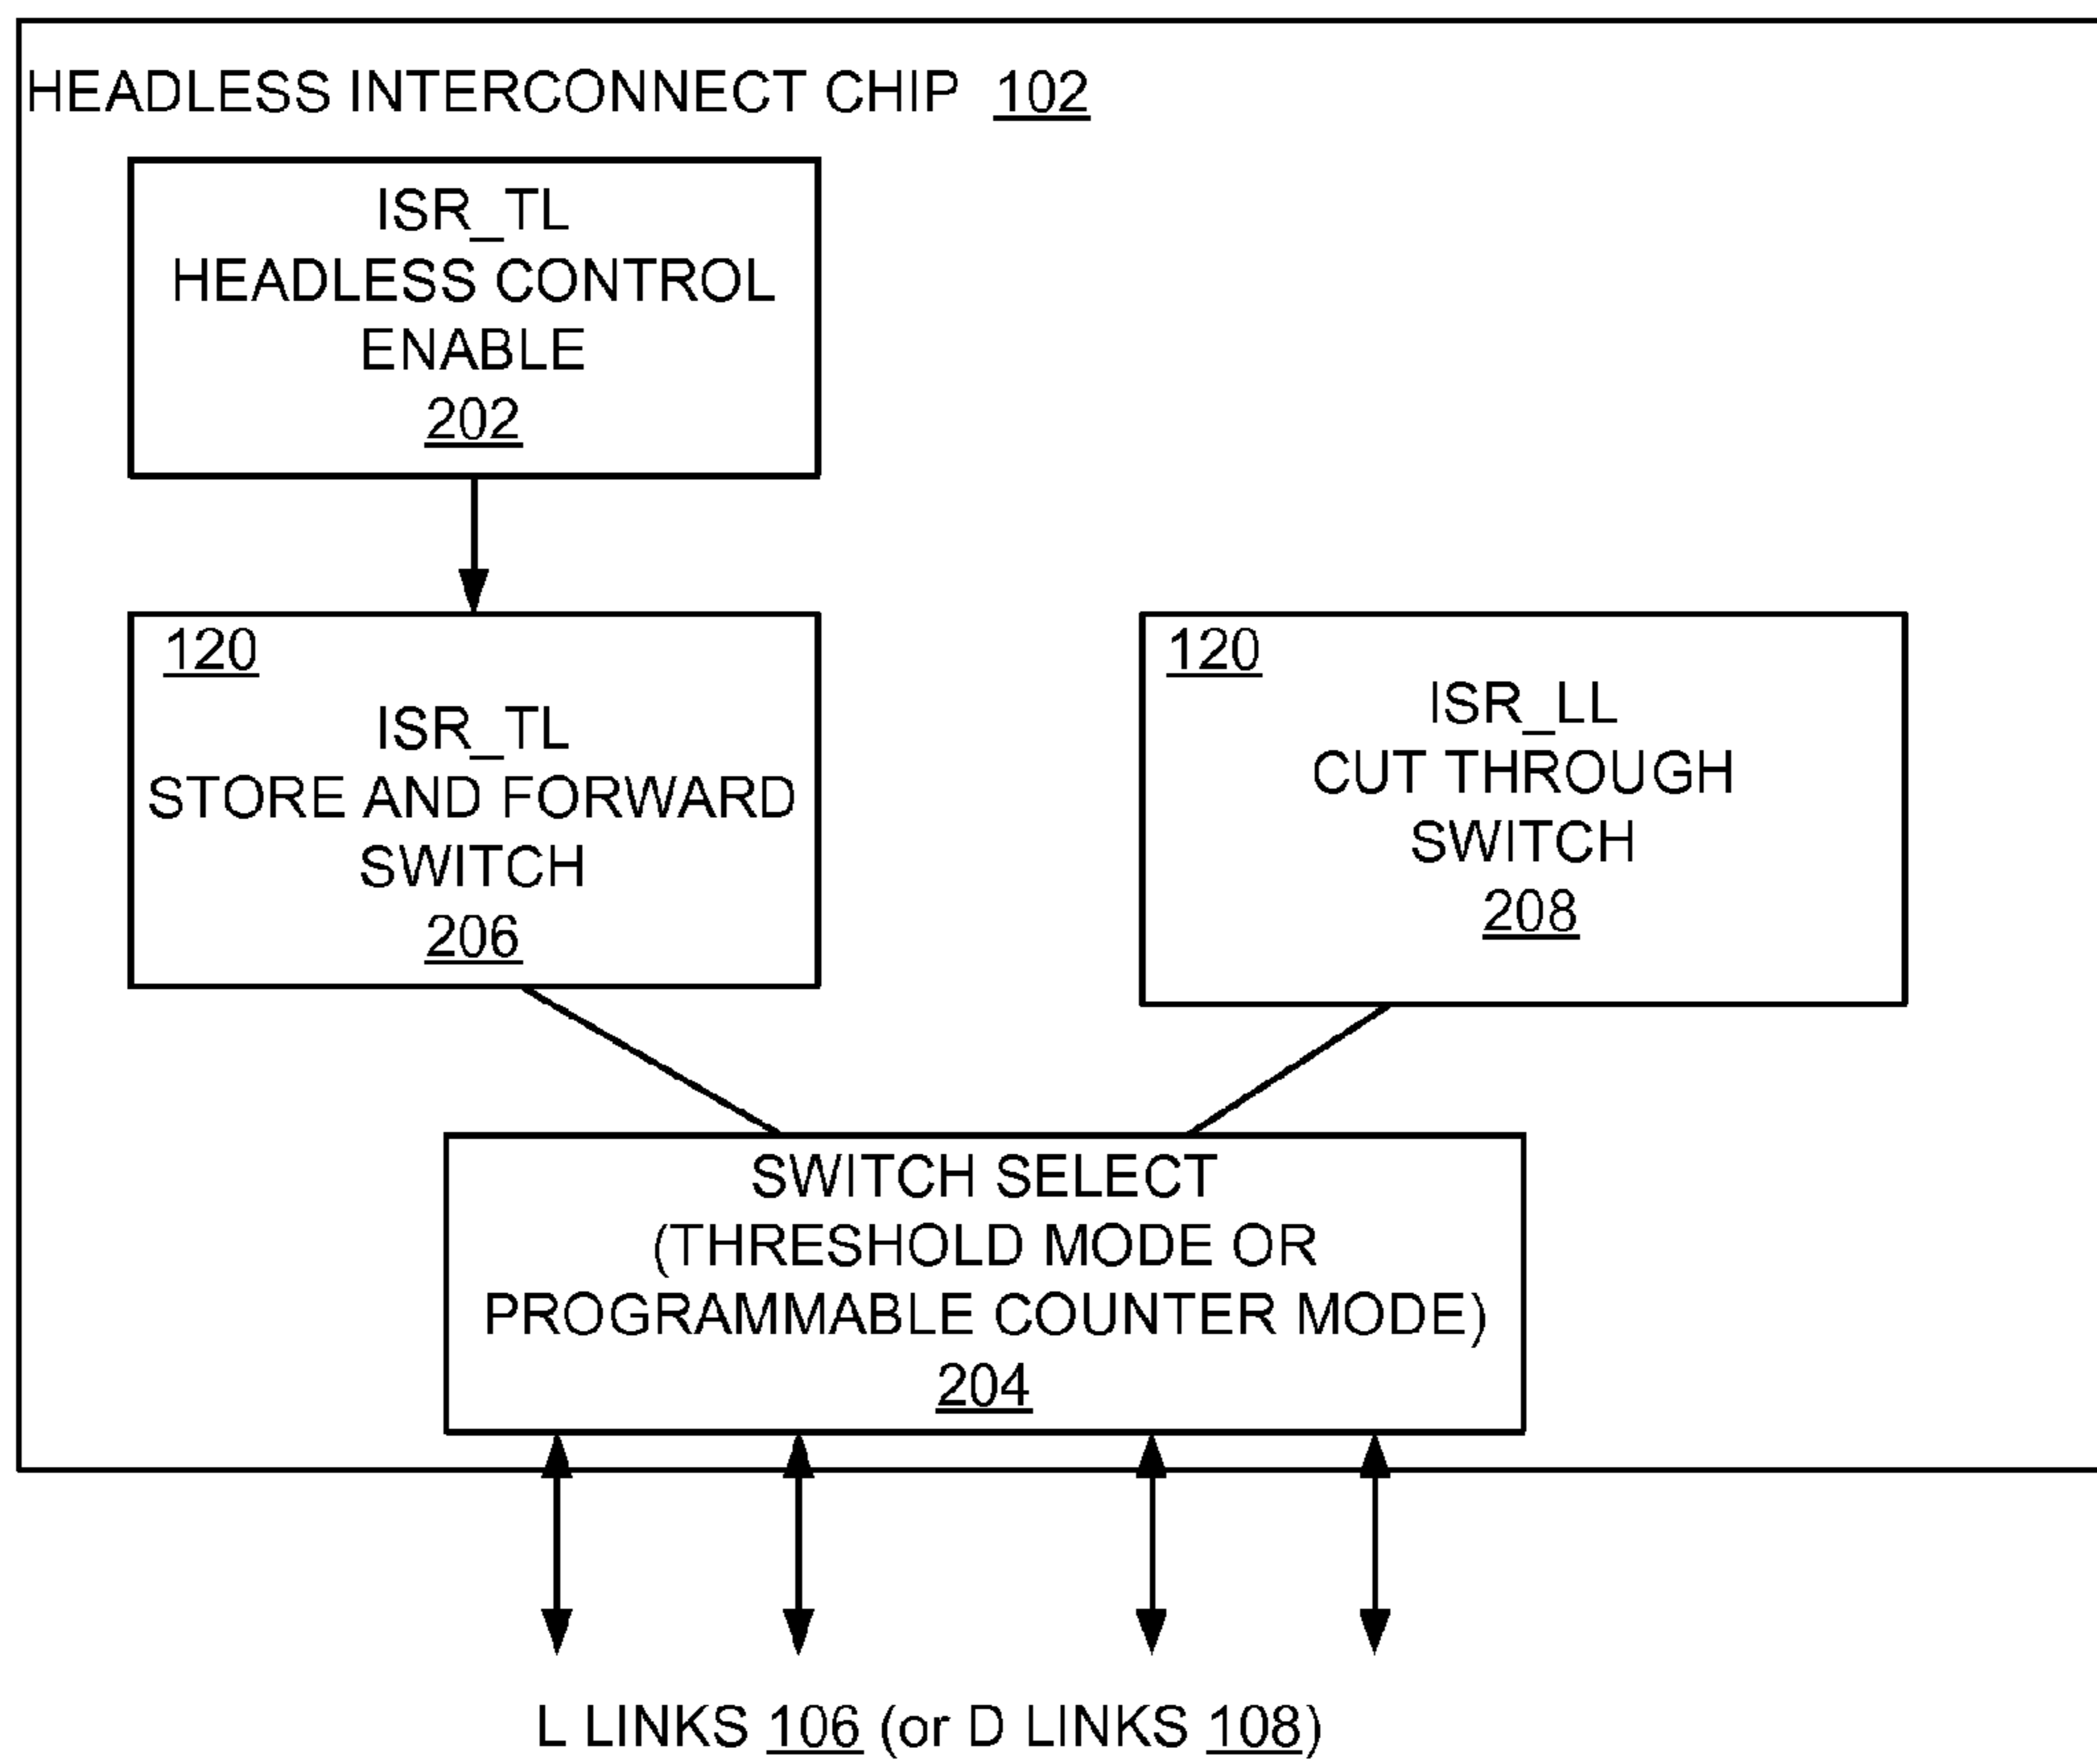 HEADLESS INTERCONNECT CHIP 102
ISR_TL
HEADLESS CONTROL
ENABLE
202
120
ISR_TL
STORE AND FORWARD
SWITCH
206
120
ISR_LL
CUT THROUGH
SWITCH
208
SWITCH SELECT
(THRESHOLD MODE OR
PROGRAMMABLE COUNTER MODE)
204
L LINKS 106 (or D LINKS 108)